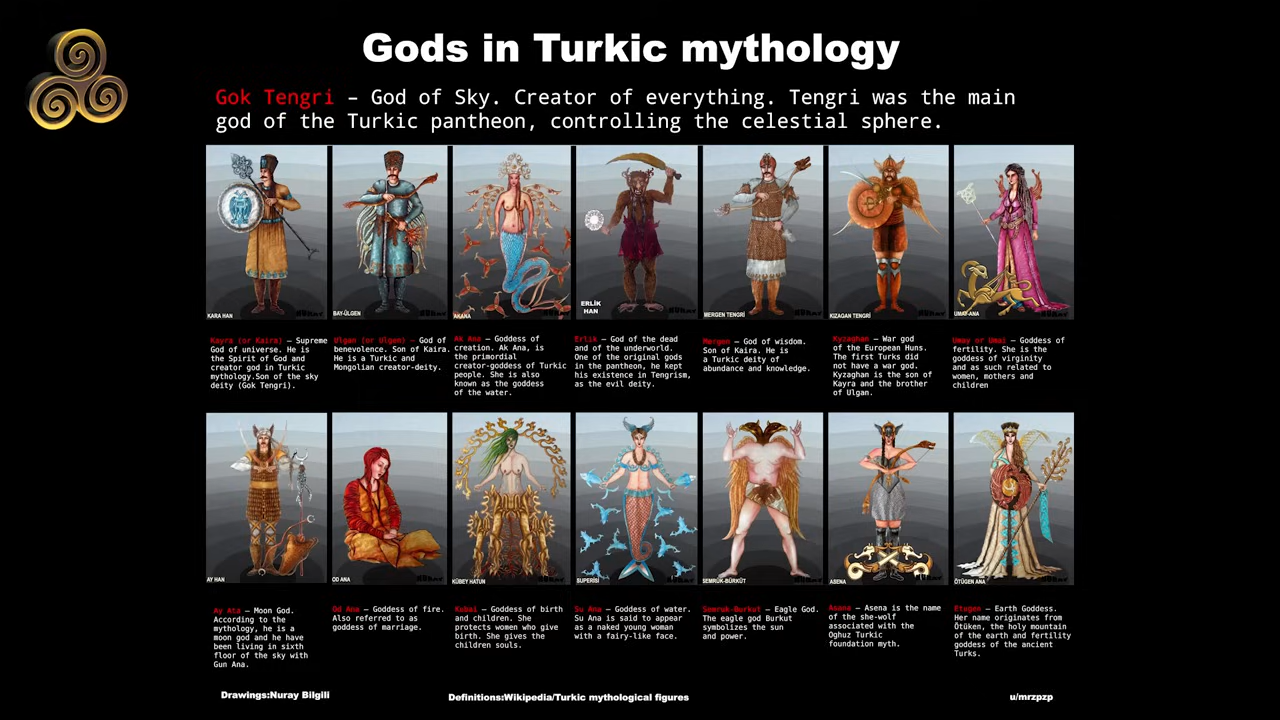 Gods in Turkic mythology
Gok Tengri – God of Sky. Creator of everything. Tengri was the main
god of the Turkic pantheon, controlling the celestial sphere.
KARA HAN
BAY-ÜLGEN
AKANA
ERLİK
HAN
MERGEN TENGRİ
KIZAGAN TENGRİ
UMAY-ANA
Kayra (or Kaira) – Supreme
God of universe. He is
the Spirit of God and
creator god in Turkic
mythology.Son of the sky
deity (Gok Tengri).
Ulgan (or Ulgen) – God of
benevolence. Son of Kaira.
He is a Turkic and
Mongolian creator-deity.
Ak Ana – Goddess of
creation. Ak Ana, is
the primordial
creator-goddess of Turkic
people. She is also
known as the goddess
of the water.
Erlik – God of the dead
and of the underworld.
One of the original gods
in the pantheon, he kept
his existence in Tengrism,
as the evil deity.
Mergen – God of wisdom.
Son of Kaira. He is
a Turkic deity of
abundance and knowledge.
Kyzaghan – War god
of the European Huns.
The first Turks did
not have a war god.
Kyzaghan is the son of
Kayra and the brother
of Ulgan.
Umay or Umai – Goddess of
fertility. She is the
goddess of virginity
and as such related to
women, mothers and
children
AY HAN
OD ANA
KÜBEY HATUN
SUPERİSİ
SEMRUK-BÜRKÜT
ASENA
ÖTÜGEN ANA
Ay Ata – Moon God.
According to the
mythology, he is a
moon god and he have
been living in sixth
floor of the sky with
Gun Ana.
Od Ana – Goddess of fire.
Also referred to as
goddess of marriage.
Kubai – Goddess of birth
and children. She
protects women who give
birth. She gives the
children souls.
Su Ana – Goddess of water.
Su Ana is said to appear
as a naked young woman
with a fairy-like face.
Semruk-Burkut – Eagle God.
The eagle god Burkut
symbolizes the sun
and power.
Asana – Asena is the name
of the she-wolf
associated with the
Oghuz Turkic
foundation myth.
Etugen – Earth Goddess.
Her name originates from
Ötüken, the holy mountain
of the earth and fertility
goddess of the ancient
Turks.
Drawings:Nuray Bilgili
Definitions:Wikipedia/Turkic mythological figures
u/mrzpzp